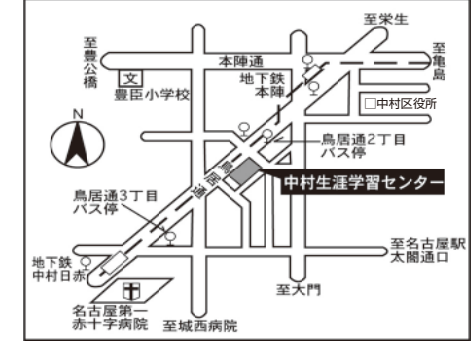 至栄生
至豊公橋
本陣通
至亀島
文
豊臣小学校
地下鉄
本陣
□中村区役所
N
鳥居通2丁目
バス停
鳥居通
中村生涯学習センター
鳥居通3丁目
バス停
至名古屋駅
太閤通口
地下鉄
中村日赤
至大門
名古屋第一
赤十字病院
至城西病院